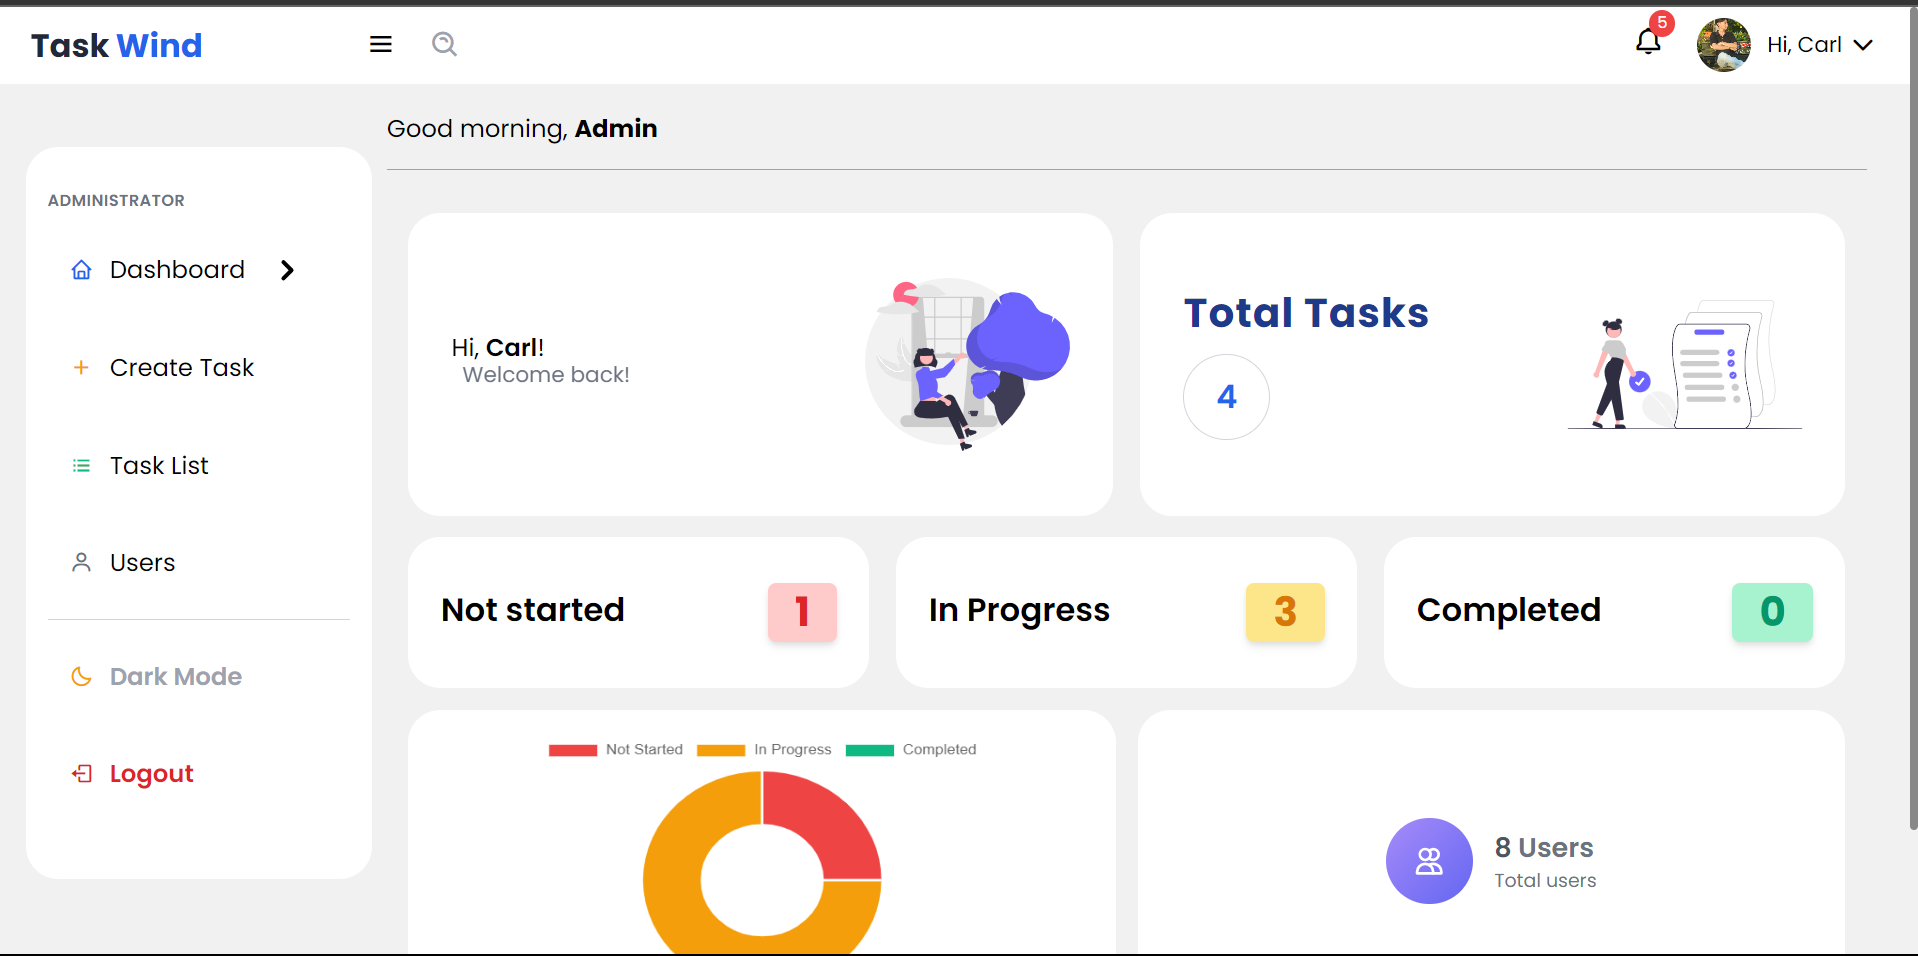 Task Wind
5
Hi, Carl
Good morning, Admin
ADMINISTRATOR
Dashboard
Create Task
Task List
Users
Dark Mode
Logout
Hi, Carl!
Welcome back!
Total Tasks
4
Not started
1
In Progress
3
Completed
0
Not Started
In Progress
Completed
8 Users
Total users